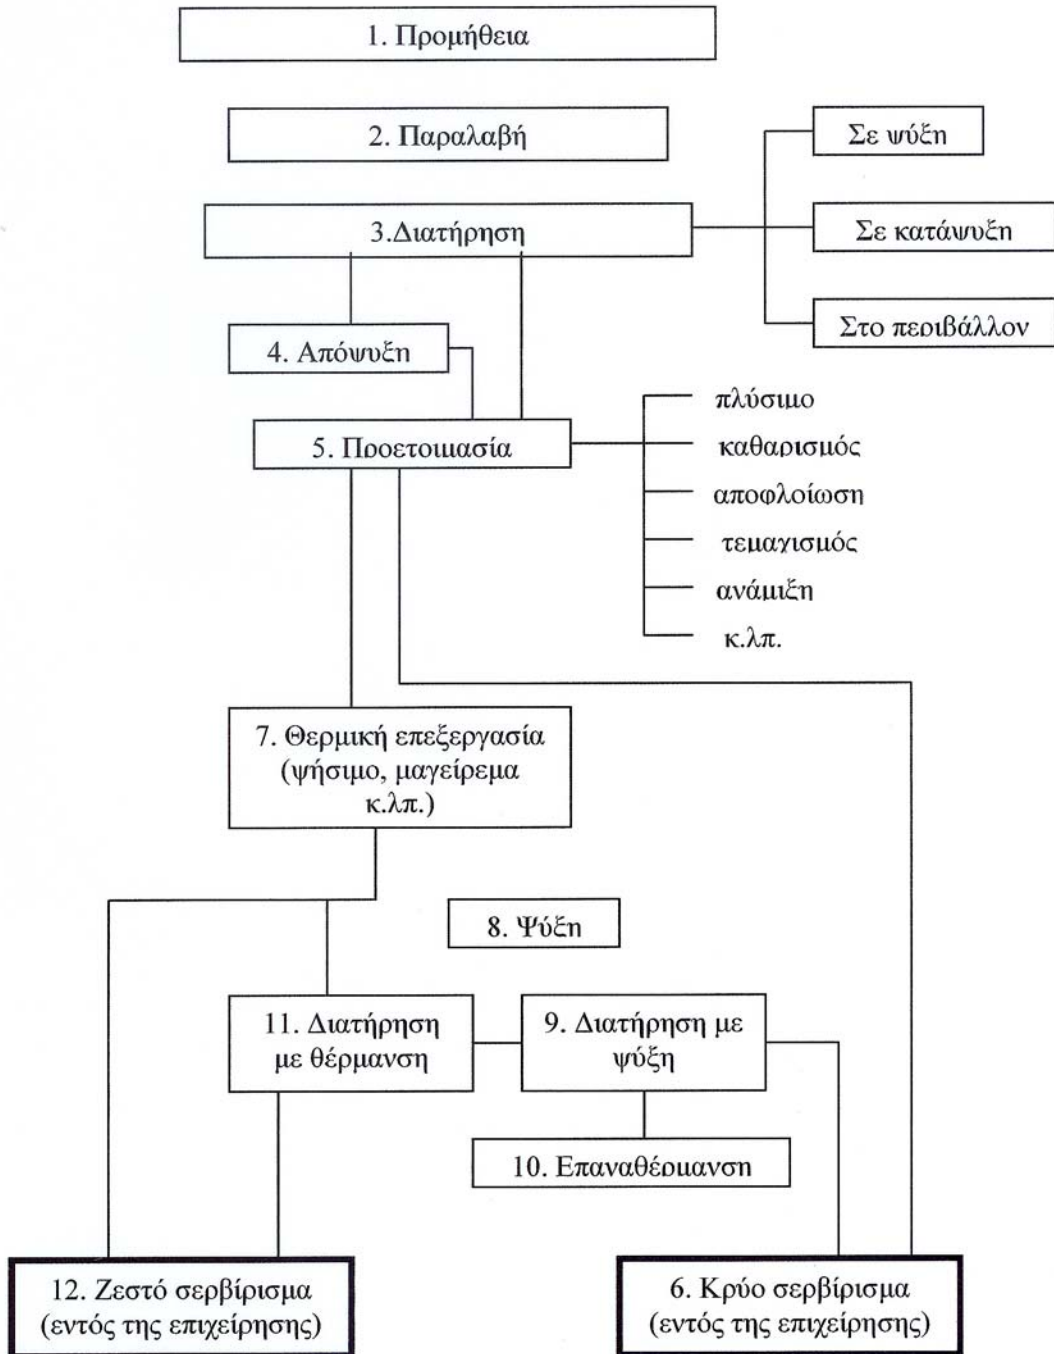 1. Προμήθεια
2. Παραλαβή
Σε ψύξη
3.Διατήρηση
Σε κατάψυξη
Στο περιβάλλον
4. Απόψυξη
5. Προετοιμασία
πλύσιμο
καθαρισμός
αποφλοίωση
τεμαχισμός
ανάμιξη
κ.λπ.
7. Θερμική επεξεργασία
(ψήσιμο, μαγείρεμα
κ.λπ.)
8. Ψύξη
11. Διατήρηση
με θέρμανση
9. Διατήρηση με
ψύξη
10. Επαναθέρμανση
12. Ζεστό σερβίρισμα
(εντός της επιχείρησης)
6. Κρύο σερβίρισμα
(εντός της επιχείρησης)